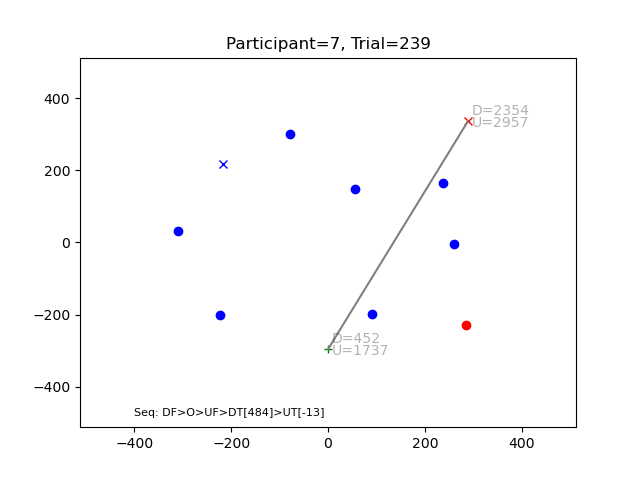 Participant=7, Trial=239
400
200
0
−200
−400
D=2354
U=2957
D=452
U=1737
Seq: DF>O>UF>DT[484]>UT[-13]
−400
−200
0
200
400